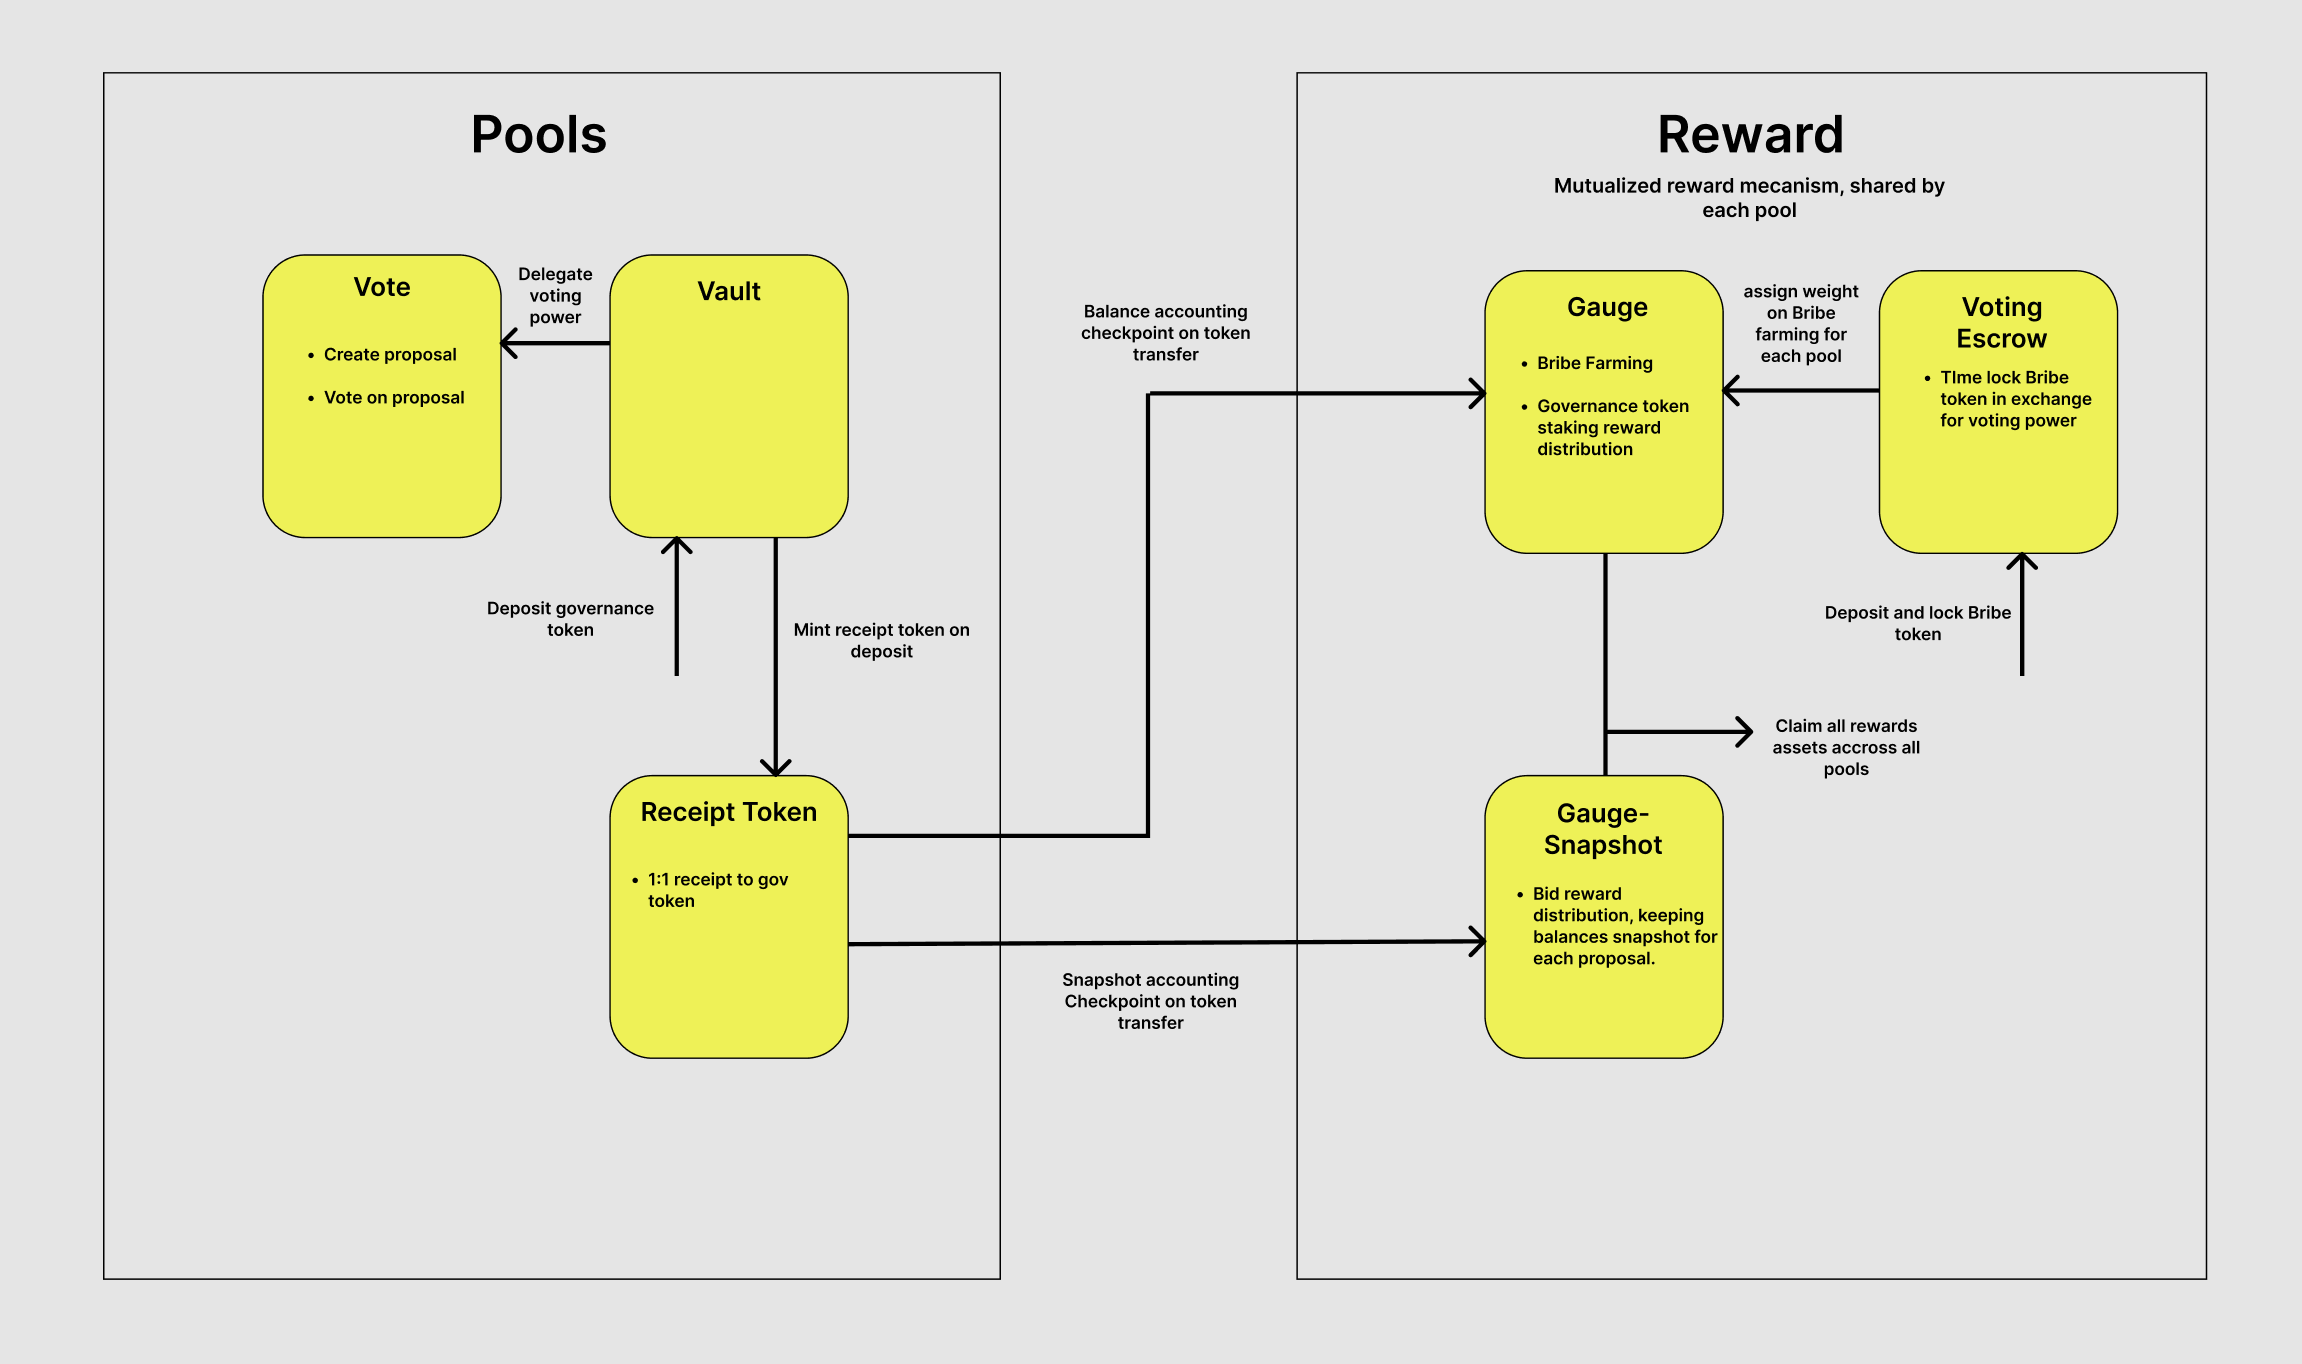 Pools
Vote
• Create proposal
• Vote on proposal
Delegate
voting
power
Vault
Deposit governance
token
Mint receipt token on
deposit
Receipt Token
• 1:1 receipt to gov
token
Balance accounting
checkpoint on token
transfer
Snapshot accounting
Checkpoint on token
transfer
Reward
Mutualized reward mecanism, shared by
each pool
Gauge
• Bribe Farming
• Governance token
staking reward
distribution
assign weight
on Bribe
farming for
each pool
Voting
Escrow
• TIme lock Bribe
token in exchange
for voting power
Deposit and lock Bribe
token
Claim all rewards
assets accross all
pools
Gauge-
Snapshot
• Bid reward
distribution, keeping
balances snapshot for
each proposal.